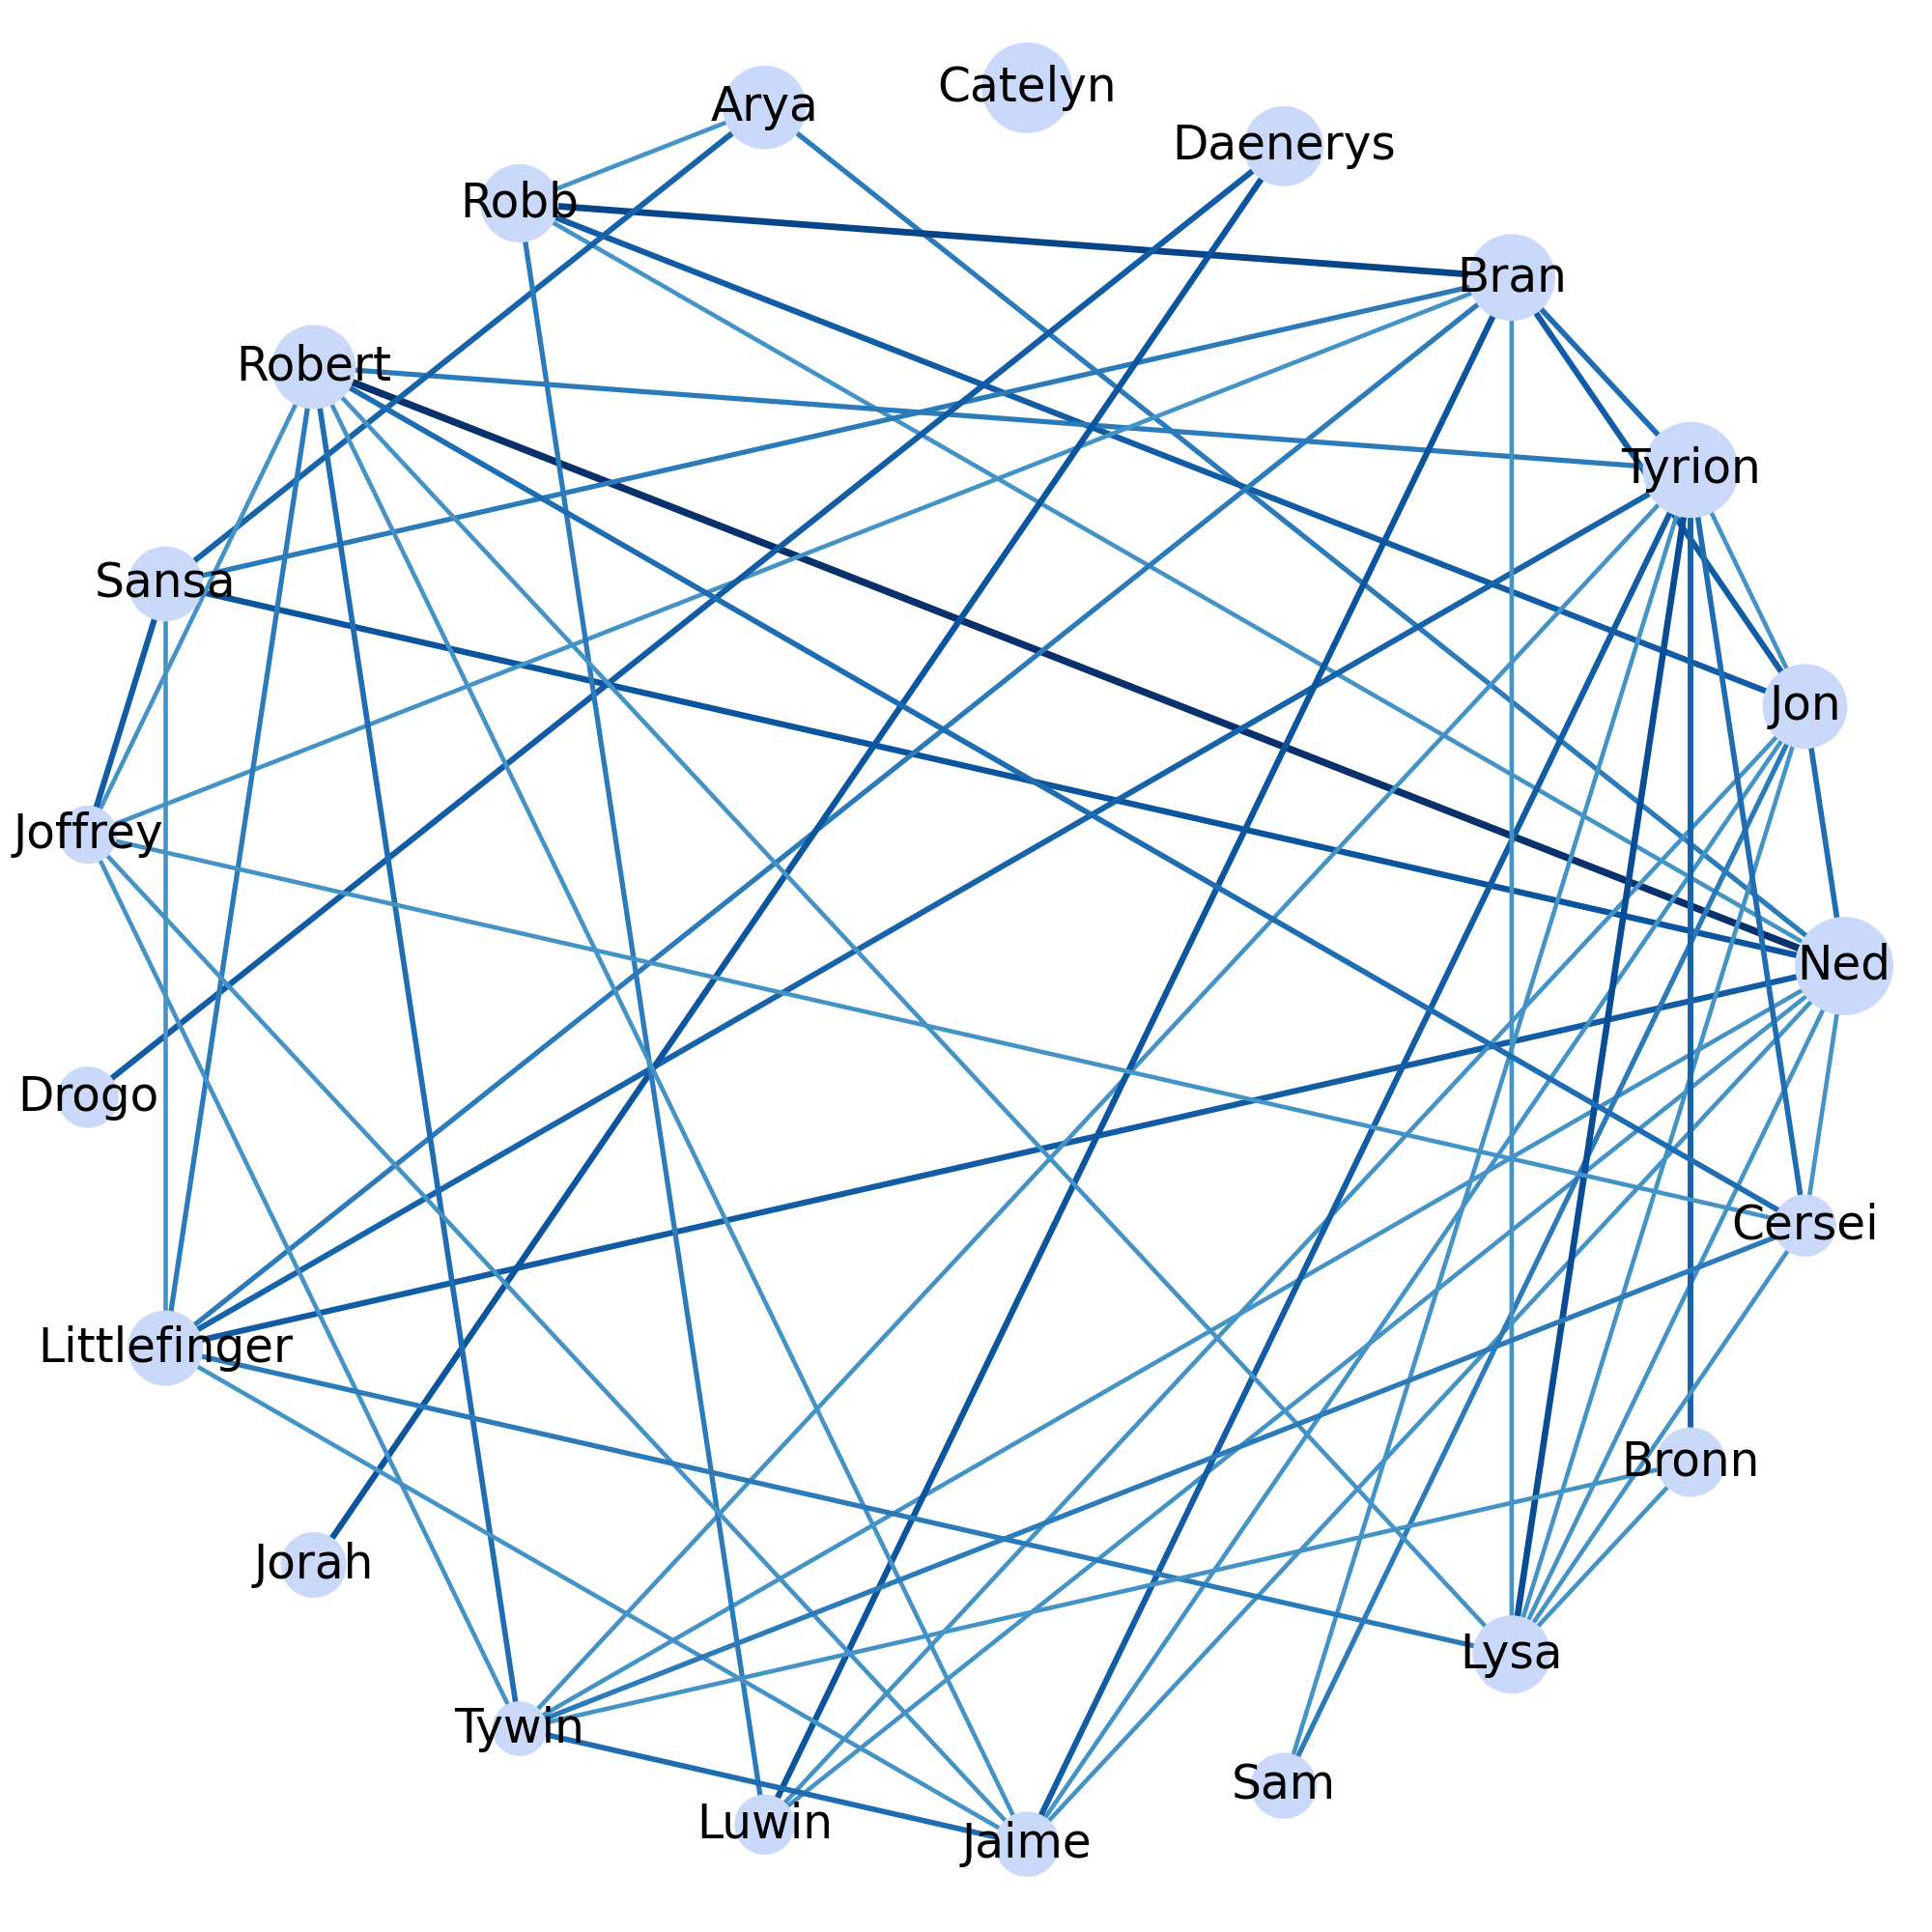 Catelyn
Arya
Daenerys
Robb
Bran
Robert
Tyrion
Sansa
Jon
Joffrey
Ned
Drogo
Cersei
Littlefinger
Bronn
Jorah
Lysa
Tywin
Sam
Luwin
Jaime